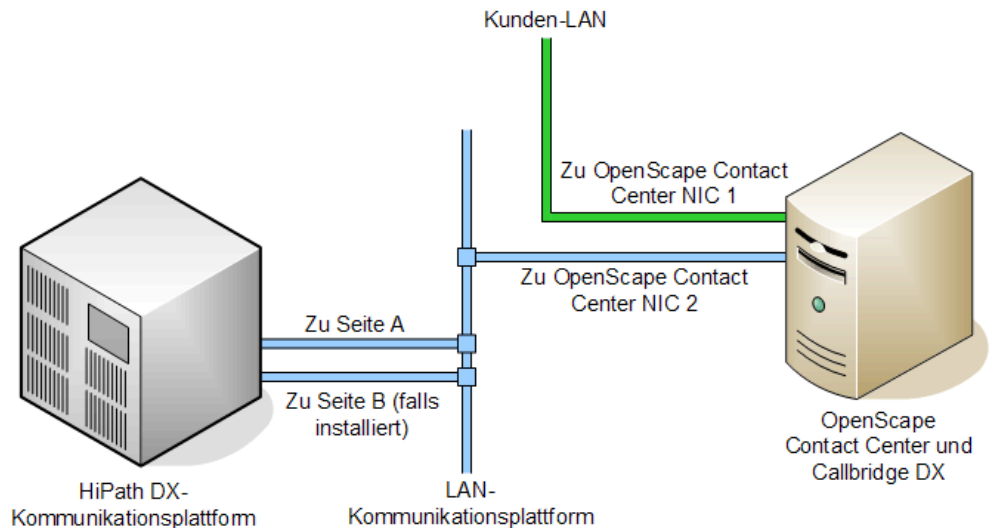 Kunden-LAN
Zu OpenScape Contact
Center NIC 1
Zu OpenScape Contact
Center NIC 2
Zu Seite A
Zu Seite B (falls
installiert)
HiPath DX-
Kommunikationsplattform
LAN-
Kommunikationsplattform
OpenScape
Contact Center und
Callbridge DX